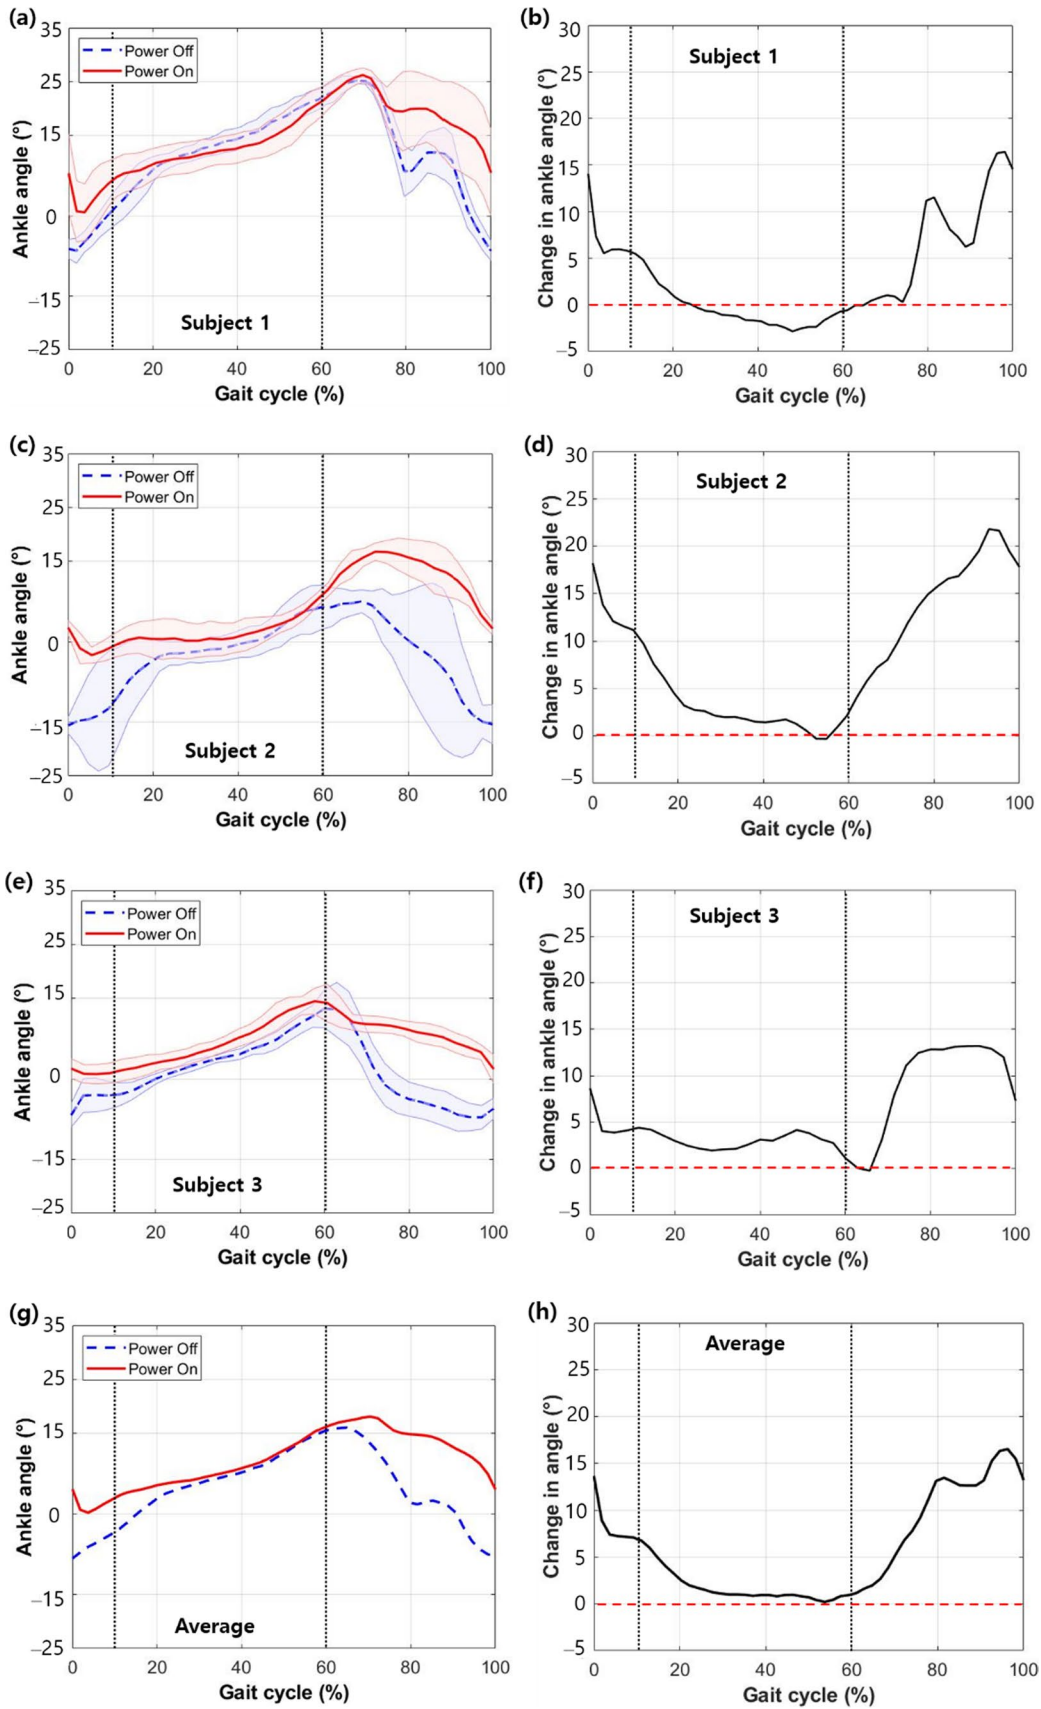 (a)
35
25
15
0
−15
−25
Ankle angle (°)
Power Off
Power On
Subject 1
0 20 40 60 80 100
Gait cycle (%)
(b)
30
25
20
15
10
5
0
−5
Change in ankle angle (°)
Subject 1
0 20 40 60 80 100
Gait cycle (%)
(c)
35
25
15
0
−15
−25
Ankle angle (°)
Power Off
Power On
Subject 2
0 20 40 60 80 100
Gait cycle (%)
(d)
30
25
20
15
10
5
0
−5
Change in ankle angle (°)
Subject 2
0 20 40 60 80 100
Gait cycle (%)
(e)
35
25
15
0
−15
−25
Ankle angle (°)
Power Off
Power On
Subject 3
0 20 40 60 80 100
Gait cycle (%)
(f)
30
25
20
15
10
5
0
−5
Change in ankle angle (°)
Subject 3
0 20 40 60 80 100
Gait cycle (%)
(g)
35
25
15
0
−15
−25
Ankle angle (°)
Power Off
Power On
Average
0 20 40 60 80 100
Gait cycle (%)
(h)
30
25
20
15
10
5
0
−5
Change in ankle angle (°)
Average
0 20 40 60 80 100
Gait cycle (%)